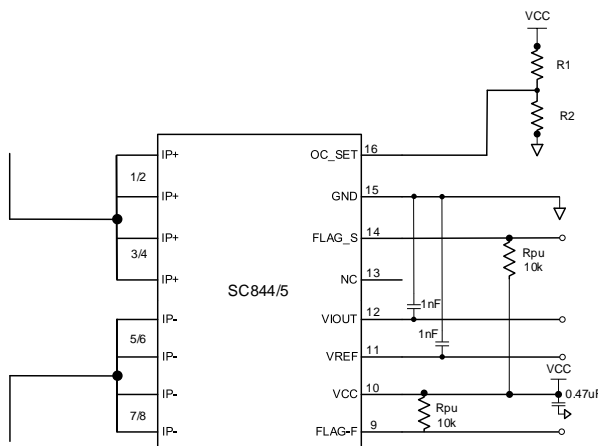 VCC
R1
R2
IP+
1/2
IP+
IP+
3/4
IP+
IP-
5/6
IP-
IP-
7/8
IP-
SC844/5
OC_SET 16
GND 15
FLAG_S 14
NC 13
VIOUT 12
VREF 11
VCC 10
FLAG-F 9
Rpu
10k
1nF
1nF
VCC
0.47uF
Rpu
10k